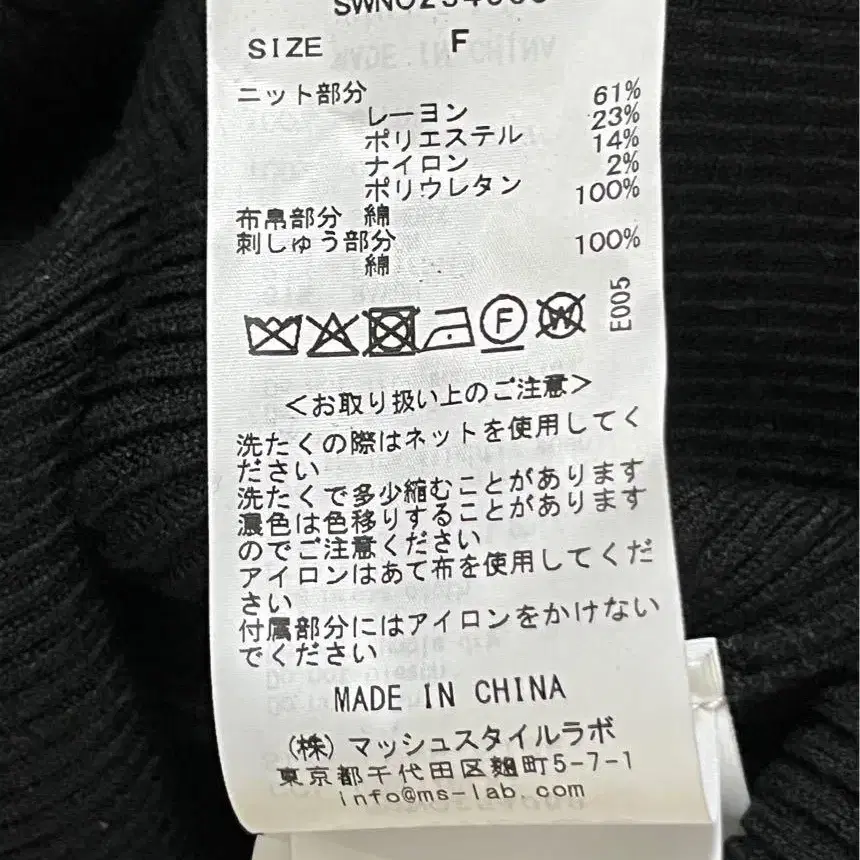 SIZE F
ニット部分 61%
レーヨン 23%
ポリエステル 14%
ナイロン 2%
ポリウレタン 100%
布帛部分 綿
刺しゅう部分 100%
綿
E005
F
W
<お取り扱い上のご注意>
洗たくの際はネットを使用してく
ださい
洗たくで多少縮むことがあります
濃色は色移りすることがあります
のでご注意ください
アイロンはあて布を使用してくだ
さい
付属部分にはアイロンをかけない
でください
MADE IN CHINA
(株)マッシュスタイルラボ
東京都千代田区麹町5-7-1
info@ms-lab.com